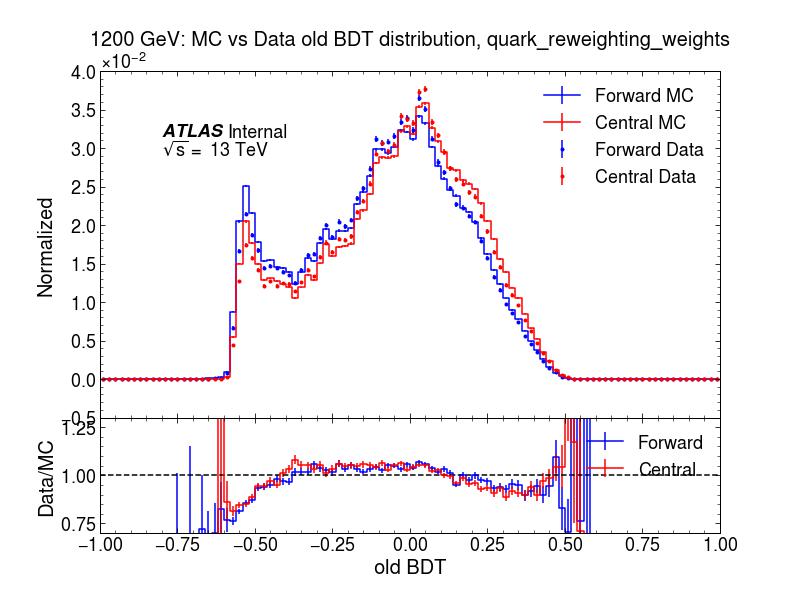 1200 GeV: MC vs Data old BDT distribution, quark_reweighting_weights
×10⁻²
4.0
3.5
3.0
2.5
2.0
1.5
1.0
0.5
0.0
−0.5
Normalized
ATLAS Internal
√s = 13 TeV
Forward MC
Central MC
Forward Data
Central Data
1.25
1.00
0.75
Data/MC
Forward
Central
−1.00 −0.75 −0.50 −0.25 0.00 0.25 0.50 0.75 1.00
old BDT